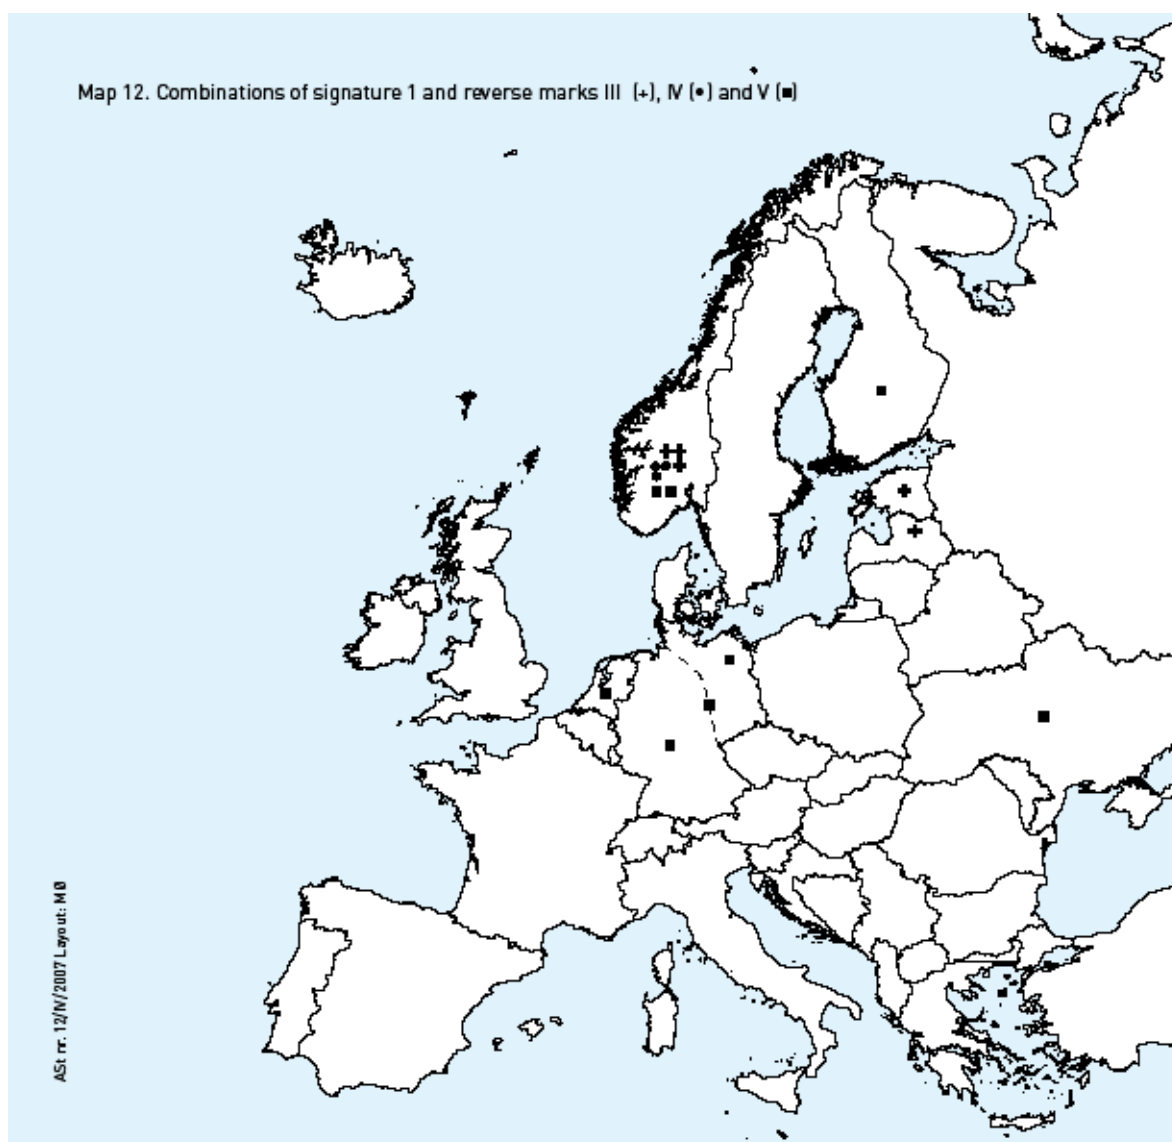 Map 12. Combinations of signature 1 and reverse marks III (+), IV (•) and V (■)
ASt nr. 12/IV/2007 Layout: MØ